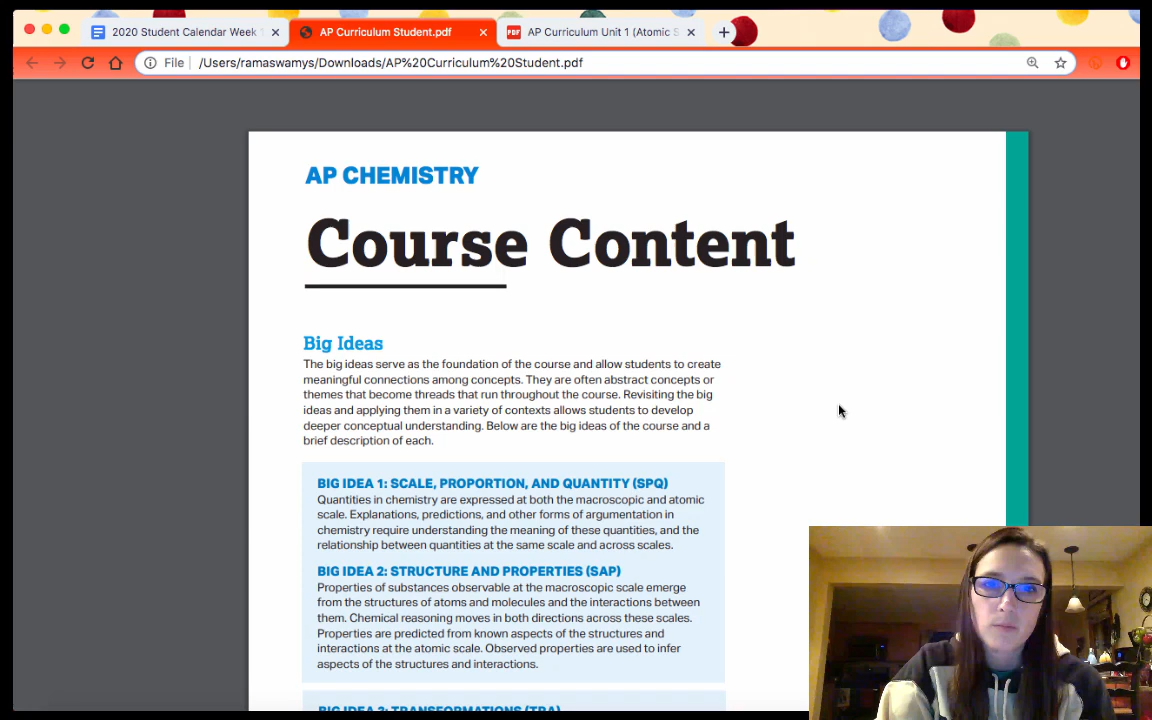 2020 Student Calendar Week
AP Curriculum Student.pdf
AP Curriculum Unit 1 (Atomic S
File
/Users/ramaswamys/Downloads/AP%20Curriculum%20Student.pdf
AP CHEMISTRY
Course Content
Big Ideas
The big ideas serve as the foundation of the course and allow students to create
meaningful connections among concepts. They are often abstract concepts or
themes that become threads that run throughout the course. Revisiting the big
ideas and applying them in a variety of contexts allows students to develop
deeper conceptual understanding. Below are the big ideas of the course and a
brief description of each.
BIG IDEA 1: SCALE, PROPORTION, AND QUANTITY (SPQ)
Quantities in chemistry are expressed at both the macroscopic and atomic
scale. Explanations, predictions, and other forms of argumentation in
chemistry require understanding the meaning of these quantities, and the
relationship between quantities at the same scale and across scales.
BIG IDEA 2: STRUCTURE AND PROPERTIES (SAP)
Properties of substances observable at the macroscopic scale emerge
from the structures of atoms and molecules and the interactions between
them. Chemical reasoning moves in both directions across these scales.
Properties are predicted from known aspects of the structures and
interactions at the atomic scale. Observed properties are used to infer
aspects of the structures and interactions.
BIG IDEA 3: TRANSFORMATIONS (TRA)